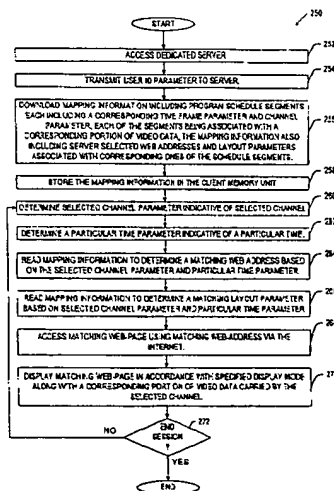 START
250
252
ACCESS DEDICATED SERVER
254
TRANSMIT USER ID PARAMETER TO SERVER
DOWNLOAD MAPPING INFORMATION INCLUDING PROGRAM SCHEDULE SEGMENTS
EACH INCLUDING A CORRESPONDING TIME FRAME PARAMETER AND CHANNEL
PARAMETER, EACH OF THE SEGMENTS BEING ASSOCIATED WITH A
CORRESPONDING PORTION OF VIDEO DATA, THE MAPPING INFORMATION ALSO
INCLUDING SERVER SELECTED WEB ADDRESSES AND LAYOUT PARAMETERS
ASSOCIATED WITH CORRESPONDING ONES OF THE SCHEDULE SEGMENTS.
STORE THE MAPPING INFORMATION IN THE CLIENT MEMORY UNIT
DETERMINE SELECTED CHANNEL PARAMETER INDICATIVE OF SELECTED CHANNEL
DETERMINE A PARTICULAR TIME PARAMETER INDICATIVE OF A PARTICULAR TIME.
READ MAPPING INFORMATION TO DETERMINE A MATCHING WEB ADDRESS
BASED ON THE SELECTED CHANNEL PARAMETER AND PARTICULAR TIME PARAMETER.
READ MAPPING INFORMATION TO DETERMINE A MATCHING LAYOUT PARAMETER
BASED ON SELECTED CHANNEL PARAMETER AND PARTICULAR TIME PARAMETER
ACCESS MATCHING WEB-PAGE USING MATCHING WEB-ADDRESS VIA THE
INTERNET.
DISPLAY MATCHING WEB-PAGE IN ACCORDANCE WITH SPECIFIED DISPLAY MODE
ALONG WITH A CORRESPONDING PORTION OF VIDEO DATA CARRIED BY THE
SELECTED CHANNEL.
NO
END
SESSION
272
YES
END